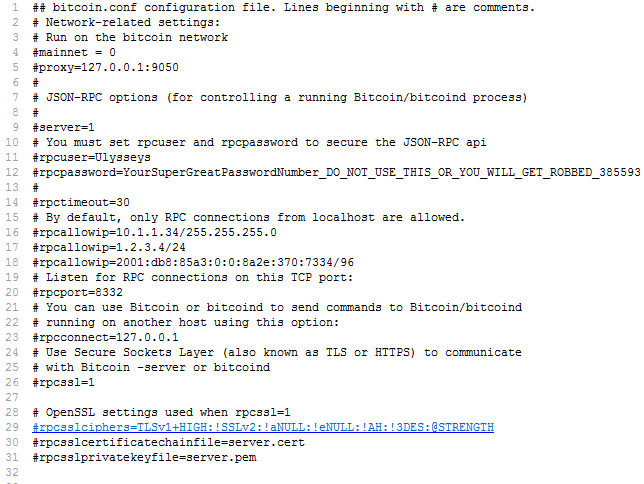 1 ## bitcoin.conf configuration file. Lines beginning with # are comments.
2 # Network-related settings:
3 # Run on the bitcoin network
4 #mainnet = 0
5 #proxy=127.0.0.1:9050
6 #
7 # JSON-RPC options (for controlling a running Bitcoin/bitcoind process)
8 #
9 #server=1
10 # You must set rpcuser and rpcpassword to secure the JSON-RPC api
11 #rpcuser=Ulysseys
12 #rpcpassword=YourSuperGreatPasswordNumber_DO_NOT_USE_THIS_OR_YOU_WILL_GET_ROBBED_385593
13 #
14 #rpctimeout=30
15 # By default, only RPC connections from localhost are allowed.
16 #rpcallowip=10.1.1.34/255.255.255.0
17 #rpcallowip=1.2.3.4/24
18 #rpcallowip=2001:db8:85a3:0:0:8a2e:370:7334/96
19 # Listen for RPC connections on this TCP port:
20 #rpcport=8332
21 # You can use Bitcoin or bitcoind to send commands to Bitcoin/bitcoind
22 # running on another host using this option:
23 #rpcconnect=127.0.0.1
24 # Use Secure Sockets Layer (also known as TLS or HTTPS) to communicate
25 # with Bitcoin -server or bitcoind
26 #rpcssl=1
27
28 # OpenSSL settings used when rpcssl=1
29 #rpcsslciphers=TLSv1+HIGH:!SSLv2:!aNULL:!eNULL:!AH:!3DES:@STRENGTH
30 #rpcsslcertificatechainfile=server.cert
31 #rpcsslprivatekeyfile=server.pem
32